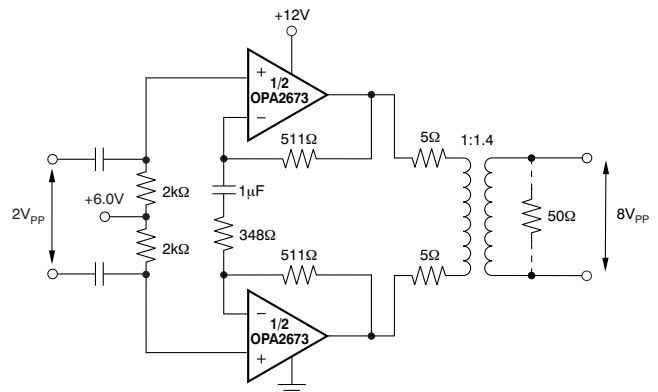 +12V
+
1/2
OPA2673
−
511Ω
5Ω
1:1.4
2kΩ
1μF
+6.0V
2V_PP
50Ω
8V_PP
348Ω
2kΩ
511Ω
5Ω
−
1/2
OPA2673
+